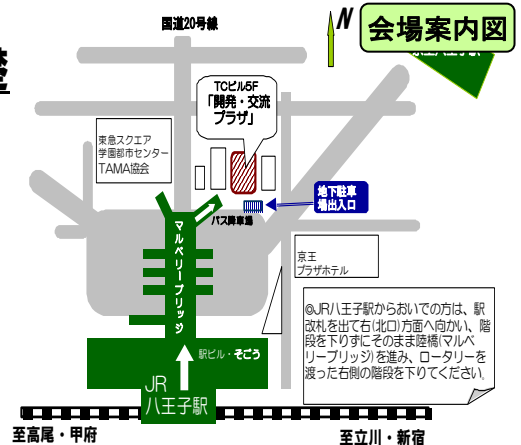 国道20号線
N
会場案内図
京王八王子駅
TCビル5F
「開発・交流
プラザ」
東急スクエア
学園都市センター
TAMA協会
地下駐車
場出入口
バス降車場
マルベリーブリッジ
京王
プラザホテル
◎JR八王子駅からおいでの方は、駅
改札を出て右(北口)方面へ向かい、階
段を下りずにそのまま陸橋(マルベ
リーブリッジ)を進み、ロータリーを
渡った右側の階段を下りてください。
駅ビル・そごう
JR
八王子駅
至高尾・甲府
至立川・新宿